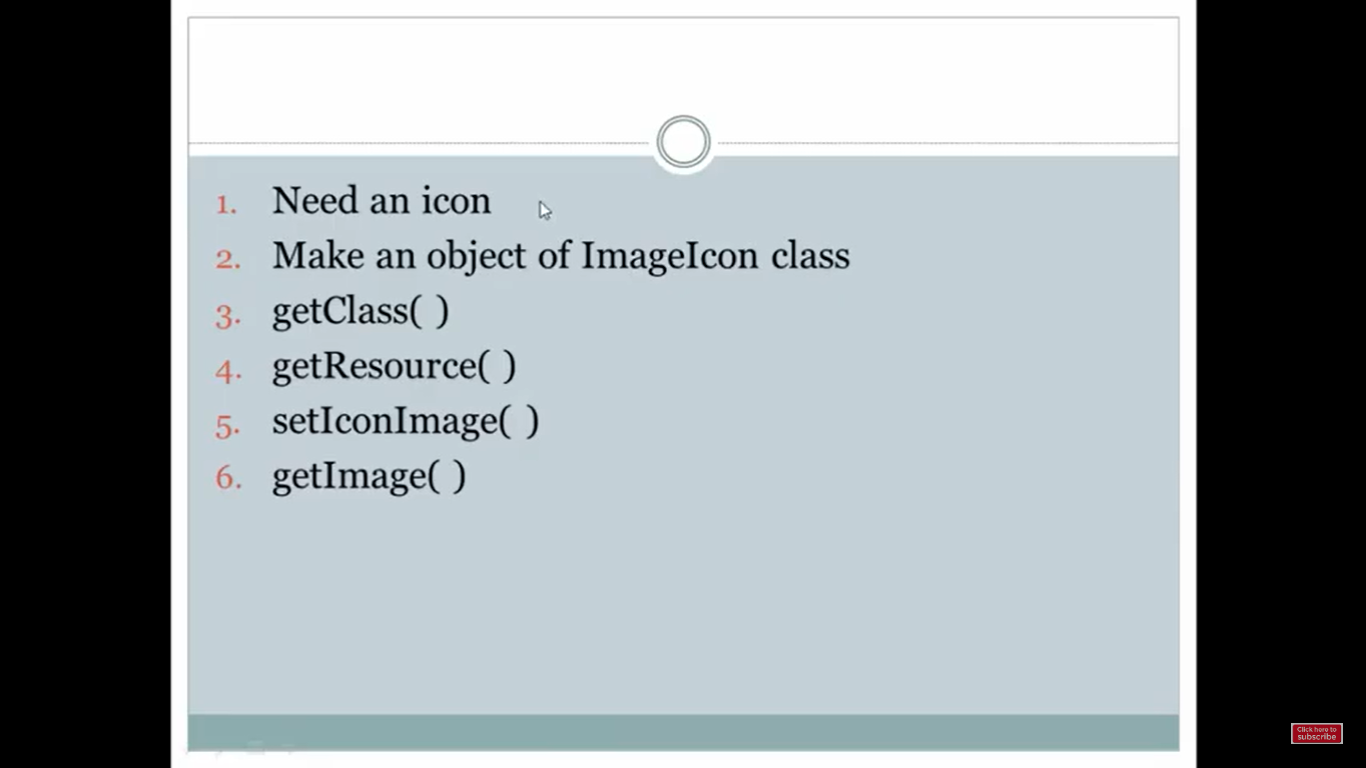 1. Need an icon
2. Make an object of ImageIcon class
3. getClass( )
4. getResource( )
5. setIconImage( )
6. getImage( )
Click here to
subscribe